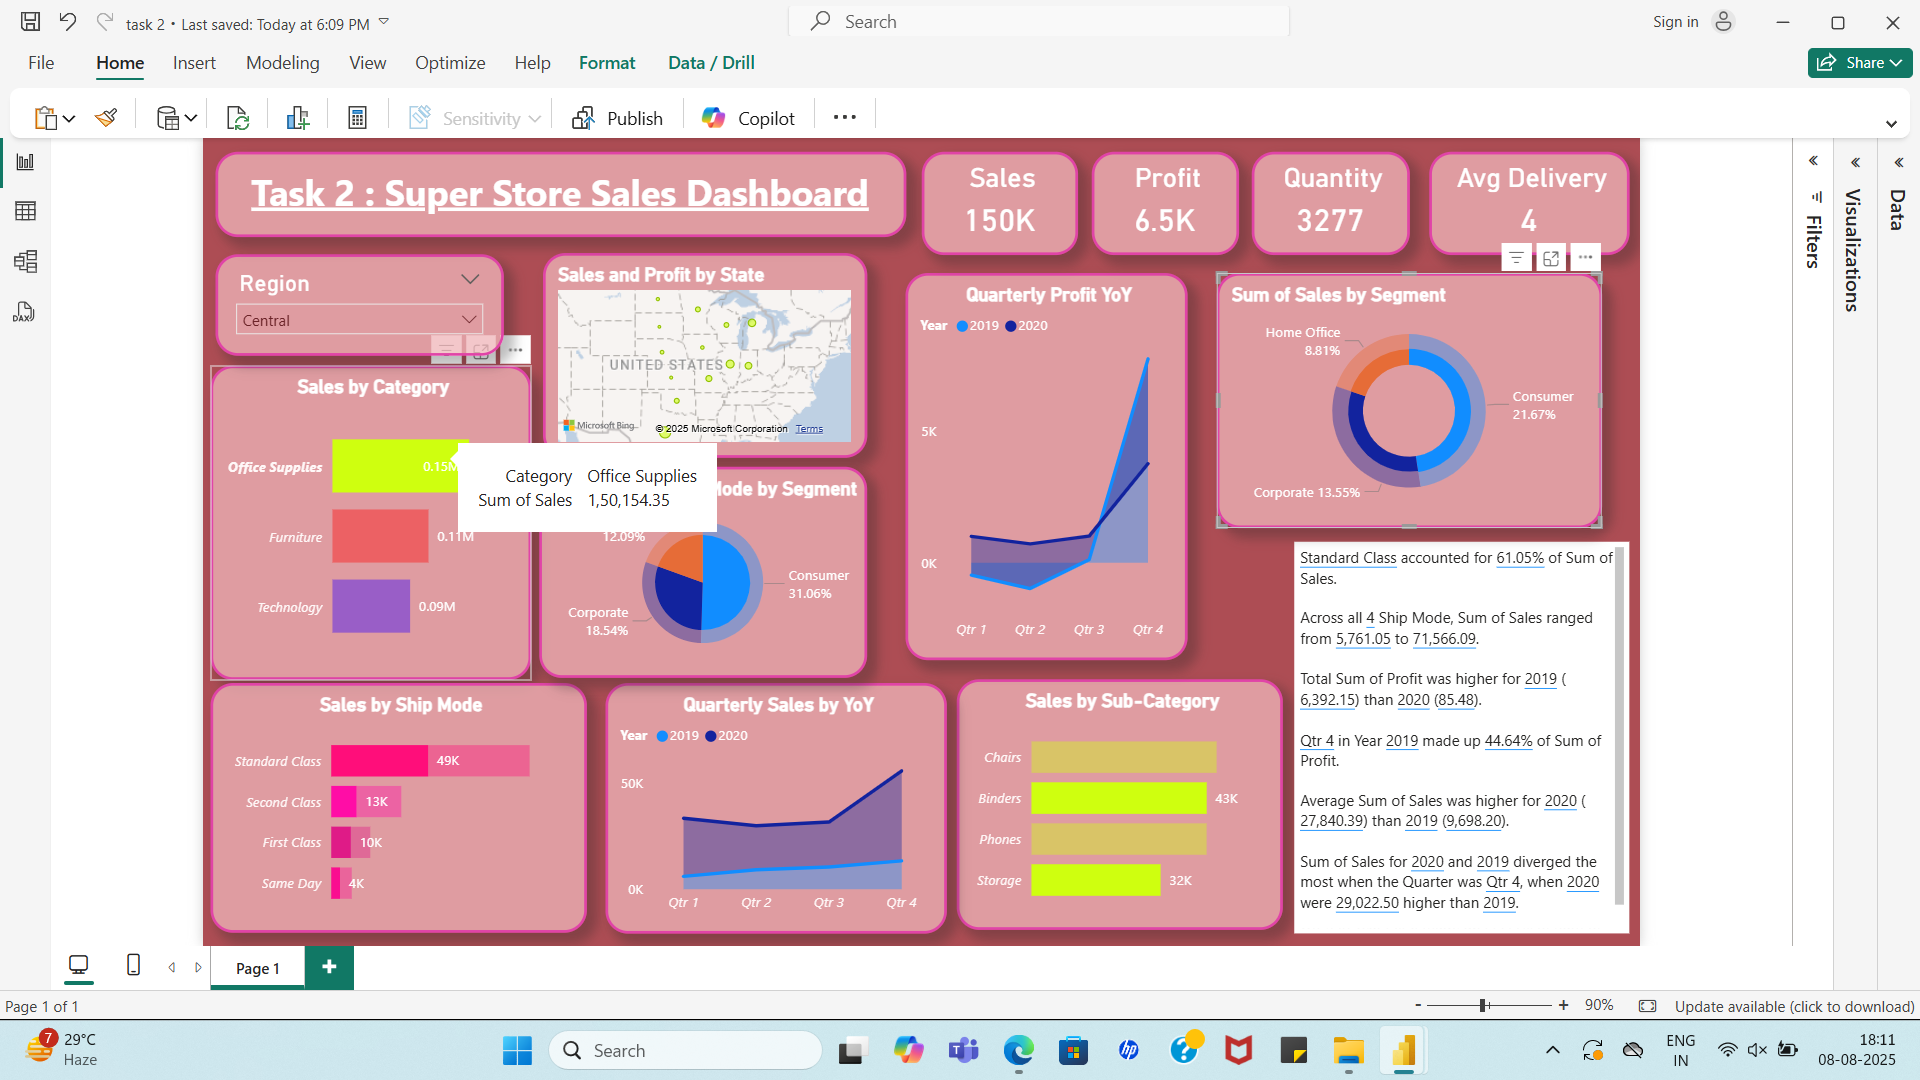 task 2 • Last saved: Today at 6:09 PM
Search
Sign in
File
Home
Insert
Modeling
View
Optimize
Help
Format
Data / Drill
Share
Sensitivity
Publish
Copilot
Task 2 : Super Store Sales Dashboard
Sales
150K
Profit
6.5K
Quantity
3277
Avg Delivery
4
Filters
Visualizations
Data
DAX
Region
Central
Sales and Profit by State
UNITED STATES
Microsoft Bing
© 2025 Microsoft Corporation
Terms
Quarterly Profit YoY
Year 2019 2020
5K
0K
Qtr 1 Qtr 2 Qtr 3 Qtr 4
Sum of Sales by Segment
Home Office
8.81%
Consumer
21.67%
Corporate 13.55%
Sales by Category
Office Supplies
0.15M
Furniture
0.11M
Technology
0.09M
Category Office Supplies
Sum of Sales 1,50,154.35
Mode by Segment
12.09%
Consumer
31.06%
Corporate
18.54%
Standard Class accounted for 61.05% of Sum of
Sales.
Across all 4 Ship Mode, Sum of Sales ranged
from 5,761.05 to 71,566.09.
Total Sum of Profit was higher for 2019 (
6,392.15) than 2020 (85.48).
Qtr 4 in Year 2019 made up 44.64% of Sum of
Profit.
Average Sum of Sales was higher for 2020 (
27,840.39) than 2019 (9,698.20).
Sum of Sales for 2020 and 2019 diverged the
most when the Quarter was Qtr 4, when 2020
were 29,022.50 higher than 2019.
Sales by Ship Mode
Standard Class
49K
Second Class
13K
First Class
10K
Same Day
4K
Quarterly Sales by YoY
Year 2019 2020
50K
0K
Qtr 1 Qtr 2 Qtr 3 Qtr 4
Sales by Sub-Category
Chairs
Binders
43K
Phones
Storage
32K
Page 1
Page 1 of 1
- + 90%
Update available (click to download)
7
29°C
Haze
Search
hp
ENG
IN
18:11
08-08-2025